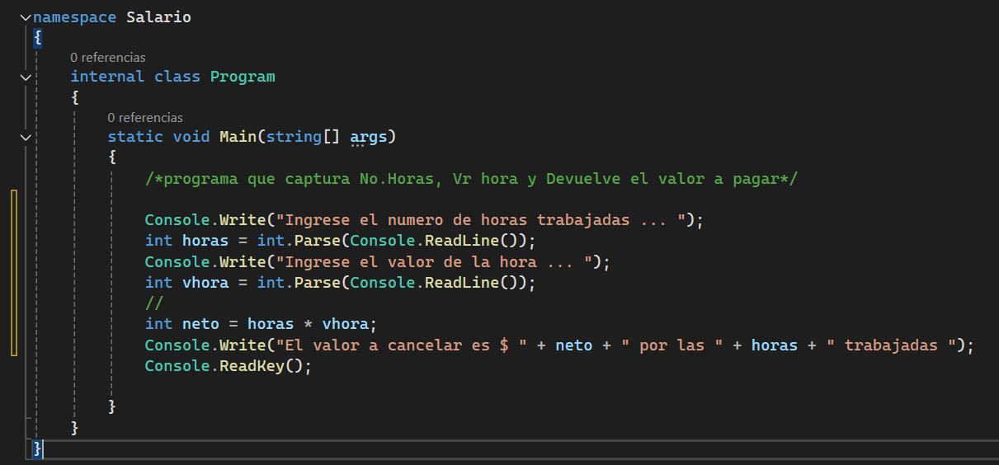 namespace Salario
{
0 referencias
internal class Program
{
0 referencias
static void Main(string[] args)
{
/*programa que captura No.Horas, Vr hora y Devuelve el valor a pagar*/
Console.Write("Ingrese el numero de horas trabajadas ... ");
int horas = int.Parse(Console.ReadLine());
Console.Write("Ingrese el valor de la hora ... ");
int vhora = int.Parse(Console.ReadLine());
//
int neto = horas * vhora;
Console.Write("El valor a cancelar es $ " + neto + " por las " + horas + " trabajadas ");
Console.ReadKey();
}
}
}